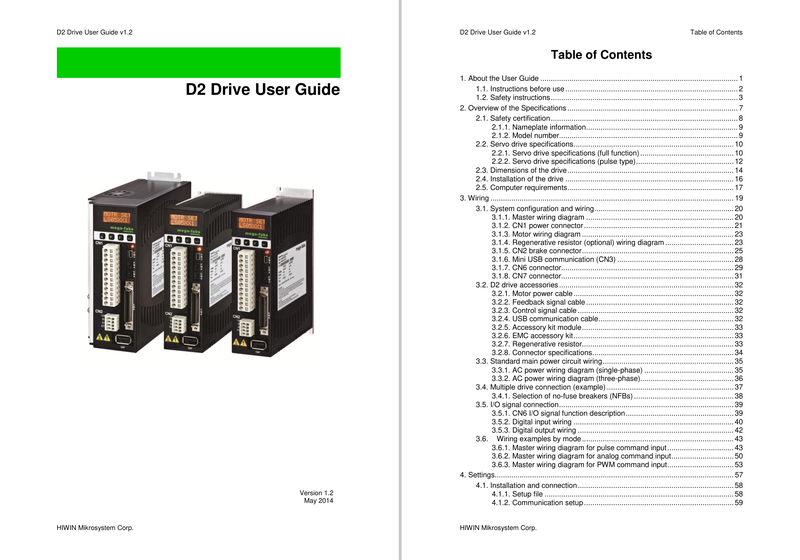 D2 Drive User Guide v1.2
D2 Drive User Guide
CN1
CN1
CN1
CN2
CN2
CN2
Version 1.2
May 2014
HIWIN Mikrosystem Corp.
D2 Drive User Guide v1.2 Table of Contents
Table of Contents
1. About the User Guide ........ 1
1.1. Instructions before use ........ 2
1.2. Safety instructions ........ 3
2. Overview of the Specifications ........ 7
2.1. Safety certification ........ 8
2.1.1. Nameplate information ........ 9
2.1.2. Model number ........ 9
2.2. Servo drive specifications ........ 10
2.2.1. Servo drive specifications (full function) ........ 10
2.2.2. Servo drive specifications (pulse type) ........ 12
2.3. Dimensions of the drive ........ 14
2.4. Installation of the drive ........ 16
2.5. Computer requirements ........ 17
3. Wiring ........ 19
3.1. System configuration and wiring ........ 20
3.1.1. Master wiring diagram ........ 20
3.1.2. CN1 power connector ........ 21
3.1.3. Motor wiring diagram ........ 23
3.1.4. Regenerative resistor (optional) wiring diagram ........ 23
3.1.5. CN2 brake connector ........ 25
3.1.6. Mini USB communication (CN3) ........ 28
3.1.7. CN6 connector ........ 29
3.1.8. CN7 connector ........ 31
3.2. D2 drive accessories ........ 32
3.2.1. Motor power cable ........ 32
3.2.2. Feedback signal cable ........ 32
3.2.3. Control signal cable ........ 32
3.2.4. USB communication cable ........ 32
3.2.5. Accessory kit module ........ 33
3.2.6. EMC accessory kit ........ 33
3.2.7. Regenerative resistor ........ 33
3.2.8. Connector specifications ........ 34
3.3. Standard main power circuit wiring ........ 35
3.3.1. AC power wiring diagram (single-phase) ........ 35
3.3.2. AC power wiring diagram (three-phase) ........ 36
3.4. Multiple drive connection (example) ........ 37
3.4.1. Selection of no-fuse breakers (NFBs) ........ 38
3.5. I/O signal connection ........ 39
3.5.1. CN6 I/O signal function description ........ 39
3.5.2. Digital input wiring ........ 40
3.5.3. Digital output wiring ........ 42
3.6. Wiring examples by mode ........ 43
3.6.1. Master wiring diagram for pulse command input ........ 43
3.6.2. Master wiring diagram for analog command input ........ 50
3.6.3. Master wiring diagram for PWM command input ........ 53
4. Settings ........ 57
4.1. Installation and connection ........ 58
4.1.1. Setup file ........ 58
4.1.2. Communication setup ........ 59
HIWIN Mikrosystem Corp.